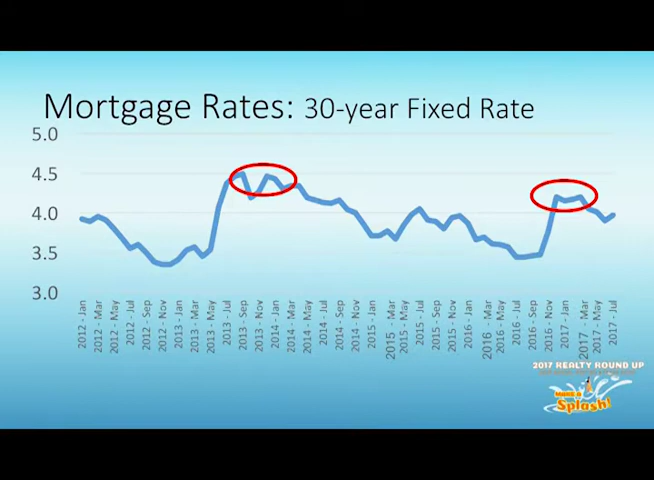 Mortgage Rates: 30-year Fixed Rate
5.0
4.5
4.0
3.5
3.0
2012 - Jan
2012 - Mar
2012 - May
2012 - Jul
2012 - Sep
2012 - Nov
2013 - Jan
2013 - Mar
2013 - May
2013 - Jul
2013 - Sep
2013 - Nov
2014 - Jan
2014 - Mar
2014 - May
2014 - Jul
2014 - Sep
2014 - Nov
2015 - Jan
2015 - Mar
2015 - May
2015 - Jul
2015 - Sep
2015 - Nov
2016 - Jan
2016 - Mar
2016 - May
2016 - Jul
2016 - Sep
2016 - Nov
2017 - Jan
2017 - Mar
2017 - May
2017 - Jul
2017 REALTY ROUND UP
MAKE A
Splash!